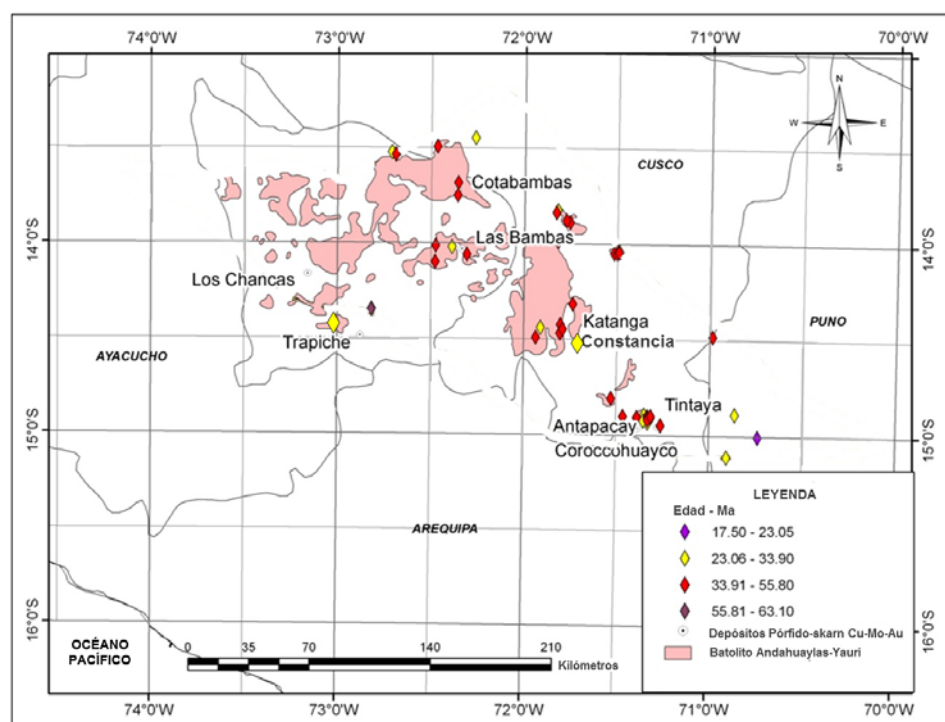 74°0'W 73°0'W 72°0'W 71°0'W 70°0'W
N
W E
S
CUSCO
Cotabambas
14°0'S 14°0'S
Las Bambas
Los Chancas
Katanga
PUNO
Trapiche
Constancia
AYACUCHO
Tintaya
Antapacay
15°0'S 15°0'S
Coroccohuayco
AREQUIPA
LEYENDA
Edad - Ma
17.50 - 23.05
23.06 - 33.90
33.91 - 55.80
55.81 - 63.10
Depósitos Pórfido-skarn Cu-Mo-Au
Batolito Andahuaylas-Yauri
16°0'S 16°0'S
OCÉANO
PACÍFICO
0 35 70 140 210
Kilómetros
74°0'W 73°0'W 72°0'W 71°0'W 70°0'W